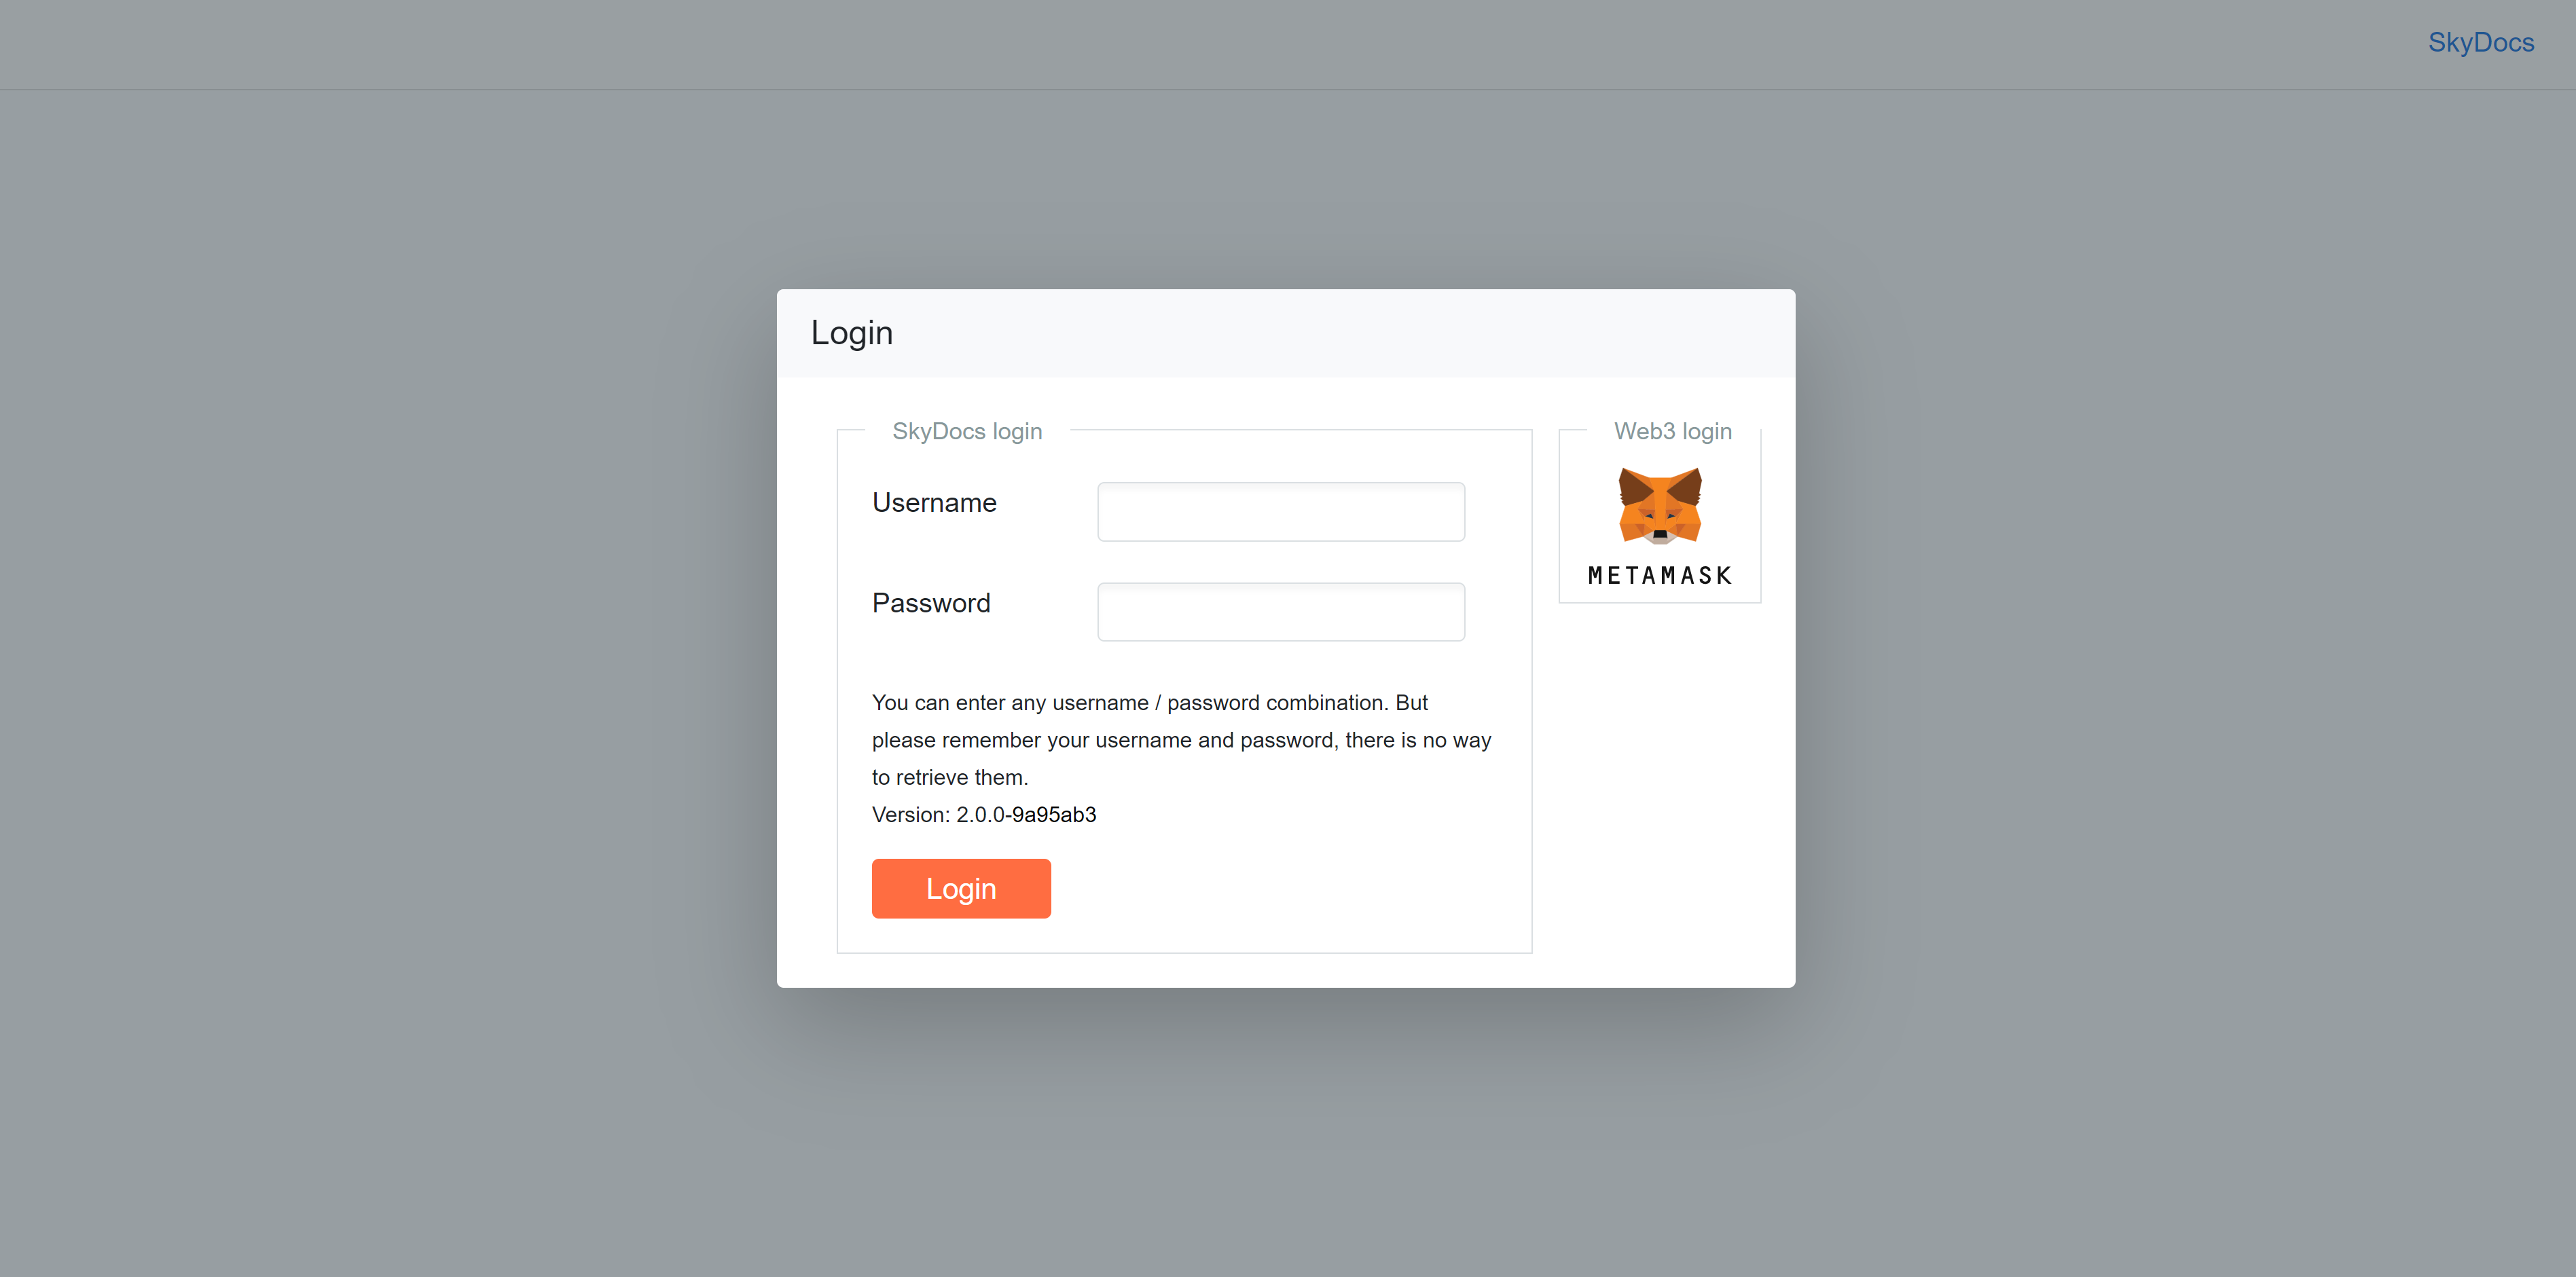 SkyDocs
Login
SkyDocs login
Web3 login
Username
METAMASK
Password
You can enter any username / password combination. But
please remember your username and password, there is no way
to retrieve them.
Version: 2.0.0-9a95ab3
Login